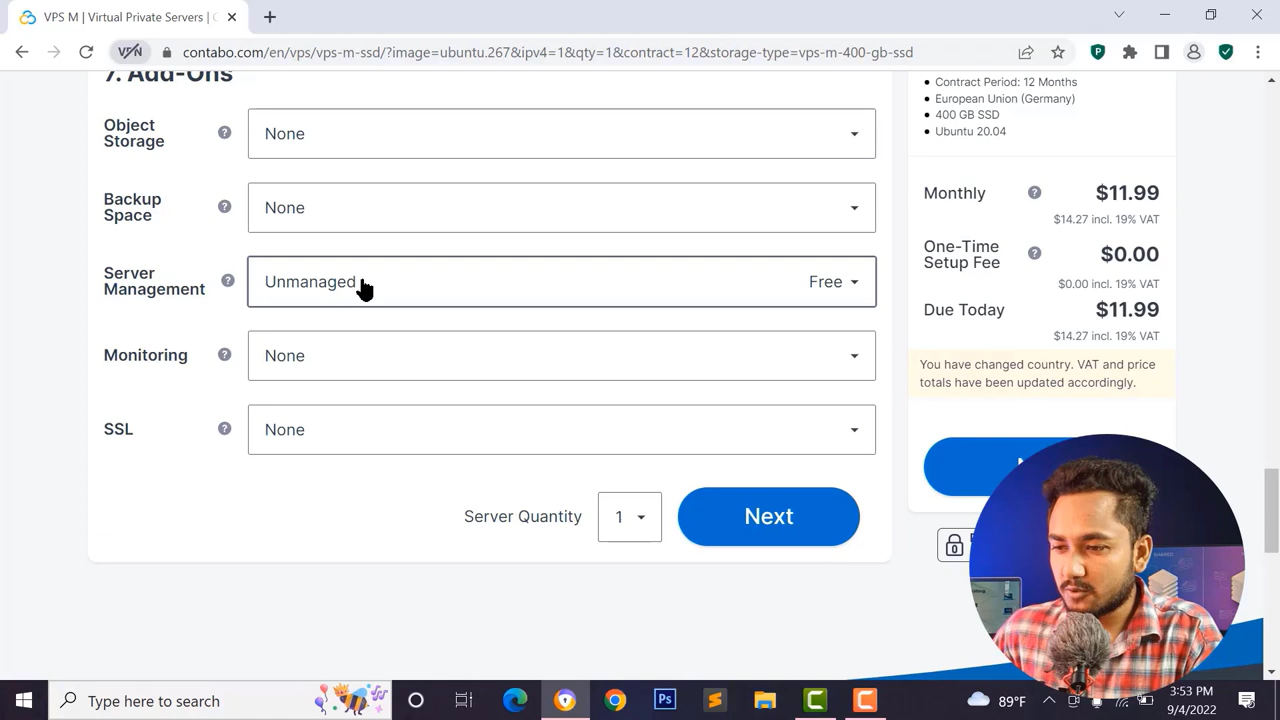 VPS M | Virtual Private Servers | C
VPN
contabo.com/en/vps/vps-m-ssd/?image=ubuntu.267&ipv4=1&qty=1&contract=12&storage-type=vps-m-400-gb-ssd
7. Add-Ons
Object Storage ? None
Backup Space ? None
Server Management ? Unmanaged Free
Monitoring ? None
SSL ? None
Server Quantity 1 Next
• Contract Period: 12 Months
• European Union (Germany)
• 400 GB SSD
• Ubuntu 20.04
Monthly ? $11.99
$14.27 incl. 19% VAT
One-Time Setup Fee ? $0.00
$0.00 incl. 19% VAT
Due Today $11.99
$14.27 incl. 19% VAT
You have changed country. VAT and price
totals have been updated accordingly.
Type here to search
Ps
89°F
3:53 PM
9/4/2022